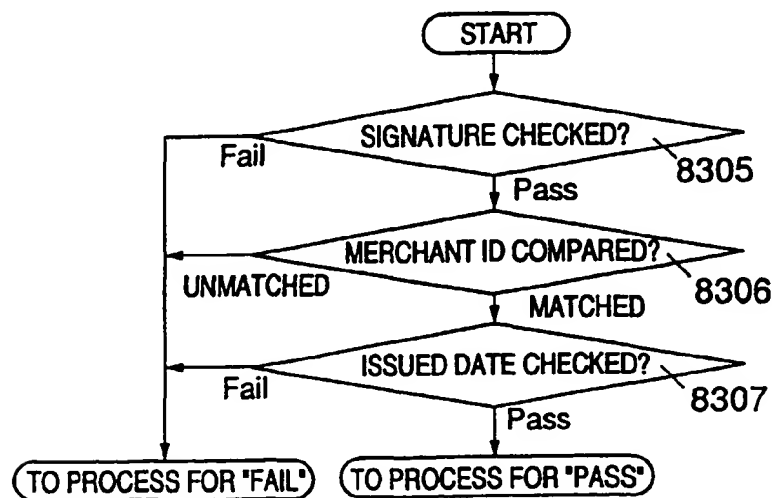 START
SIGNATURE CHECKED?
Fail
8305
Pass
MERCHANT ID COMPARED?
UNMATCHED
8306
MATCHED
ISSUED DATE CHECKED?
Fail
8307
Pass
TO PROCESS FOR "FAIL"
TO PROCESS FOR "PASS"